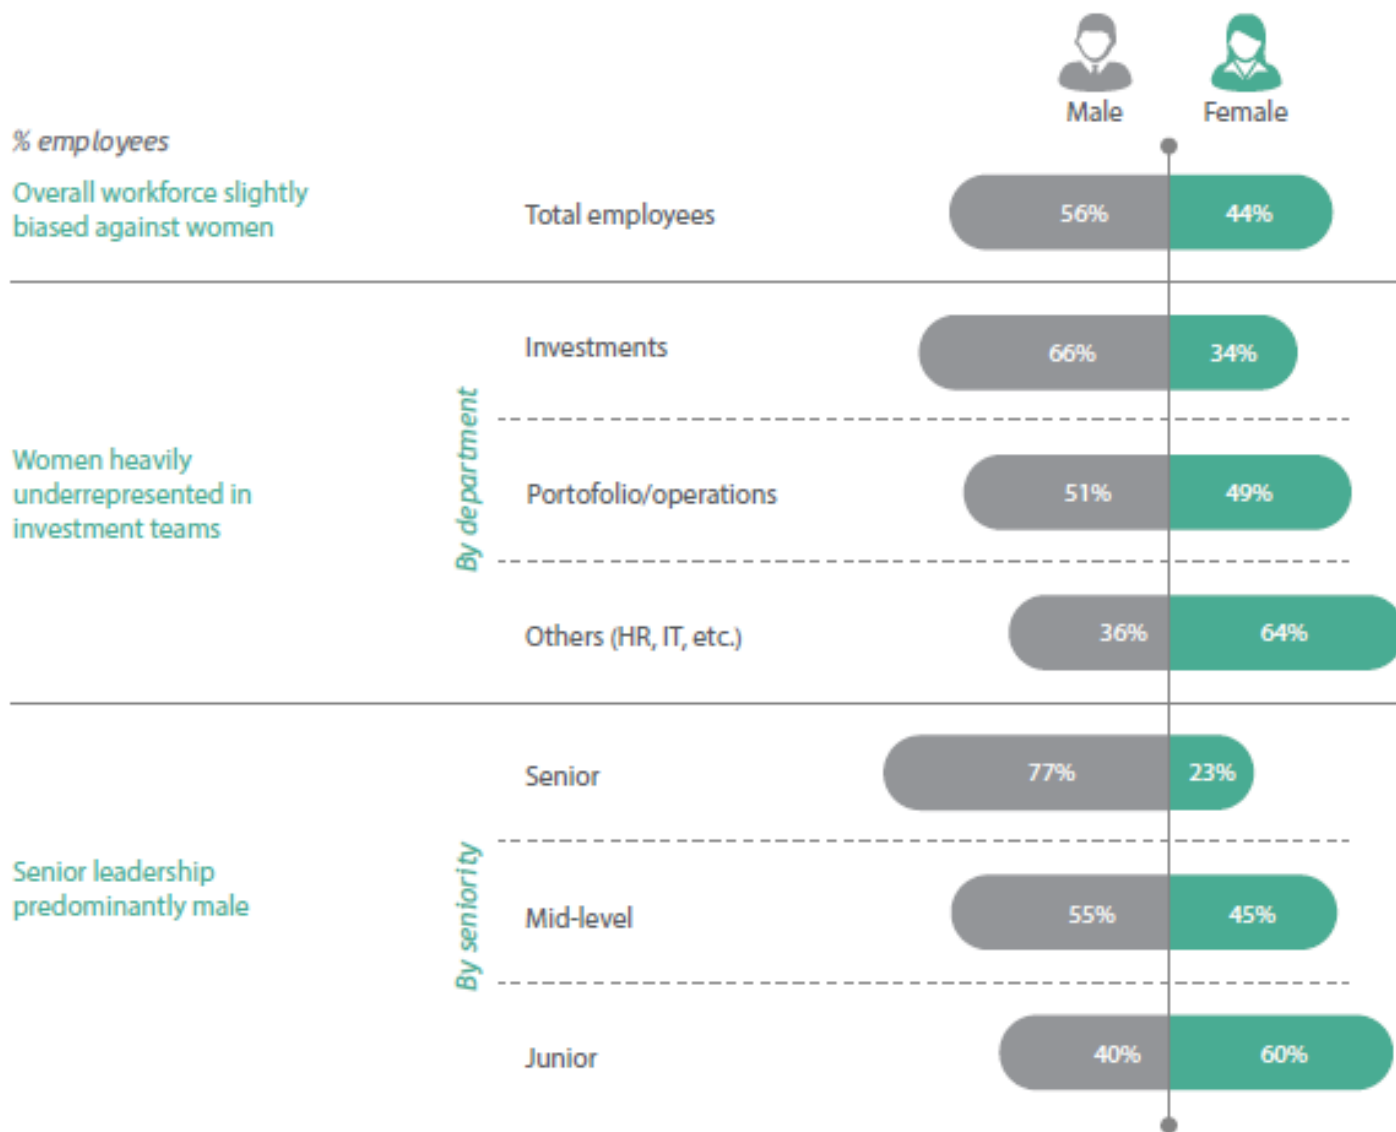 Male
Female
% employees
Overall workforce slightly
biased against women
Total employees
56%
44%
Women heavily
underrepresented in
investment teams
By department
Investments
66%
34%
Portofolio/operations
51%
49%
Others (HR, IT, etc.)
36%
64%
Senior leadership
predominantly male
By seniority
Senior
77%
23%
Mid-level
55%
45%
Junior
40%
60%